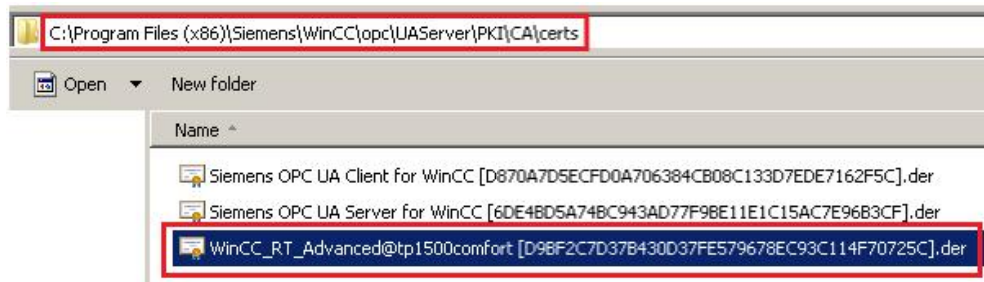 C:\Program Files (x86)\Siemens\WinCC\opc\UAServer\PKI\CA\certs
Open New folder
Name
Siemens OPC UA Client for WinCC [D870A7D5ECFD0A706384CB08C133D7EDE7162F5C].der
Siemens OPC UA Server for WinCC [6DE4BD5A74BC943AD77F9BE11E1C15AC7E96B3CF].der
WinCC_RT_Advanced@tp1500comfort [D9BF2C7D37B430D37FE579678EC93C114F70725C].der